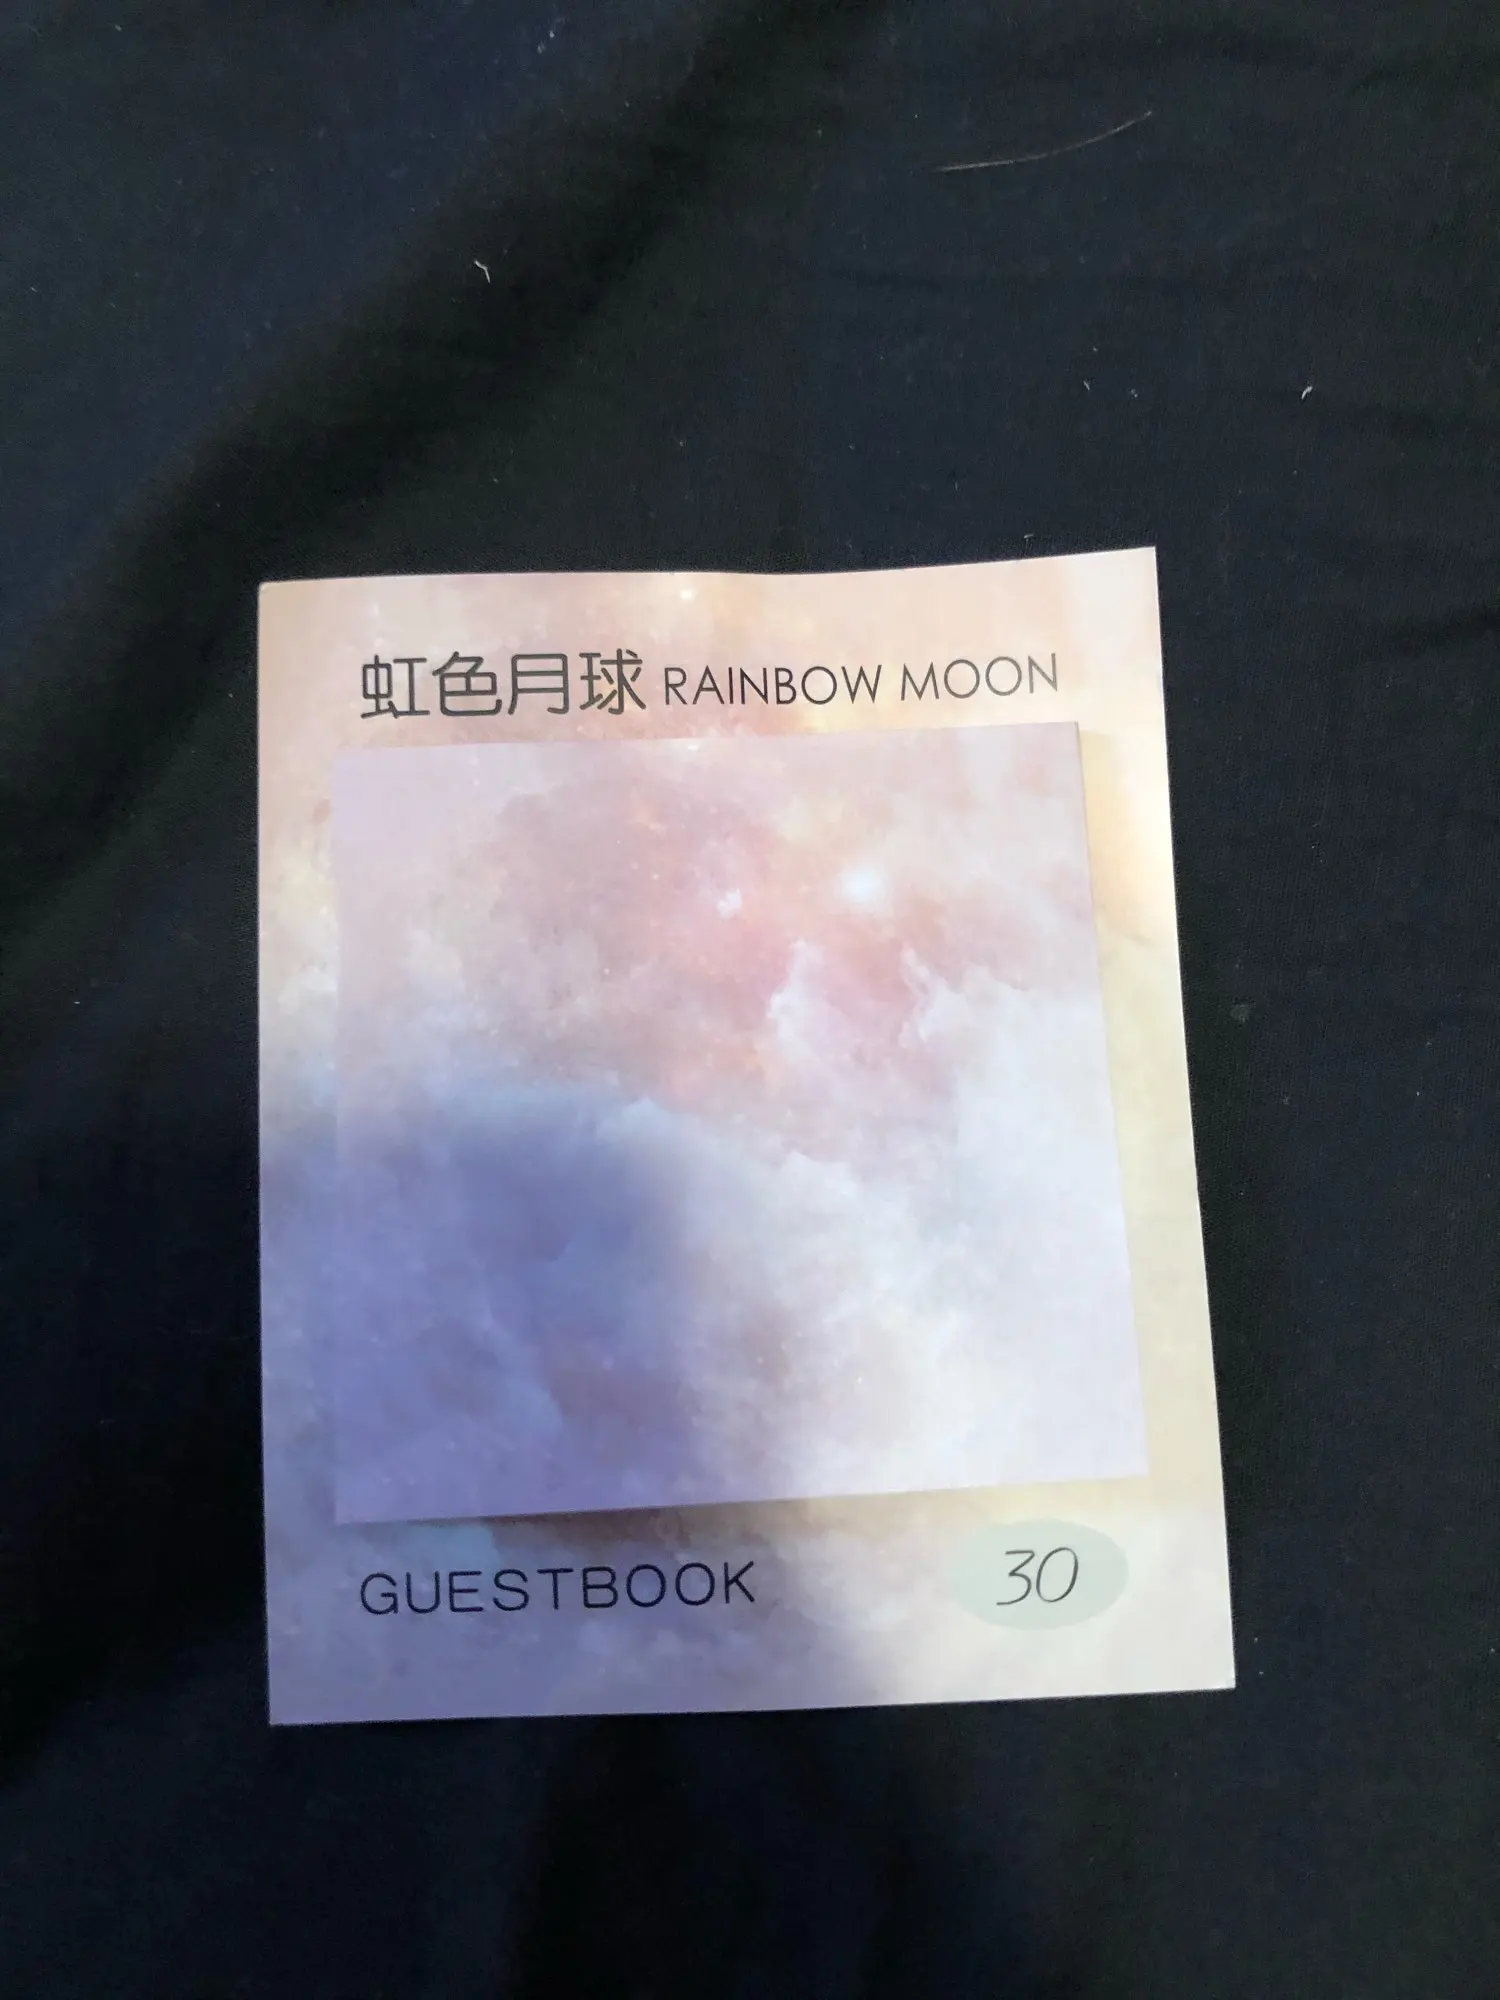 虹色月球 RAINBOW MOON
GUESTBOOK
30